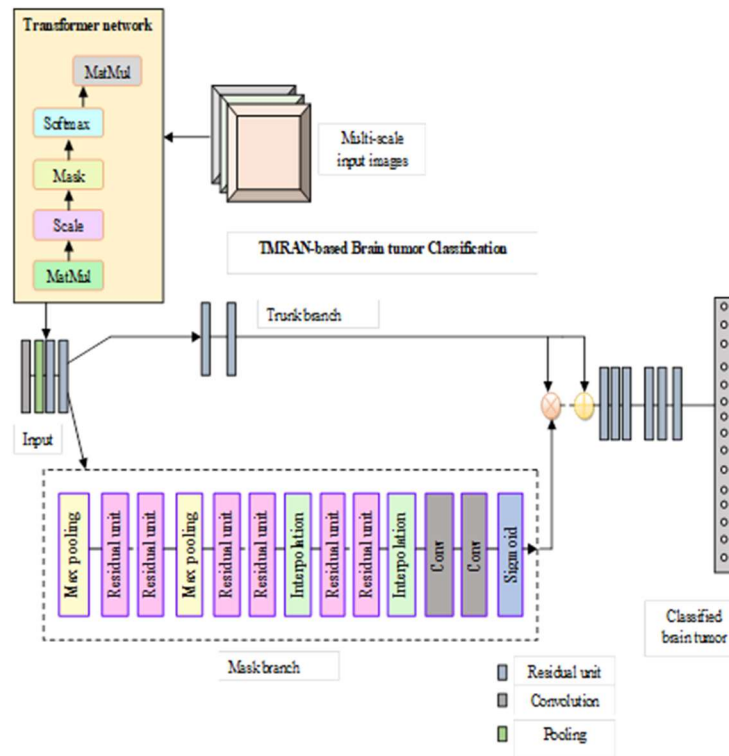 Transformer network
MatMul
Softmax
Mask
Scale
MatMul
Multi-scale
input images
TMRAN-based Brain tumor Classification
Trunk branch
Input
Max pooling
Residual unit
Residual unit
Max pooling
Residual unit
Residual unit
Interpolation
Residual unit
Residual unit
Interpolation
Conv
Conv
Sigmoid
Mask branch
Classified
brain tumor
Residual unit
Convolution
Pooling